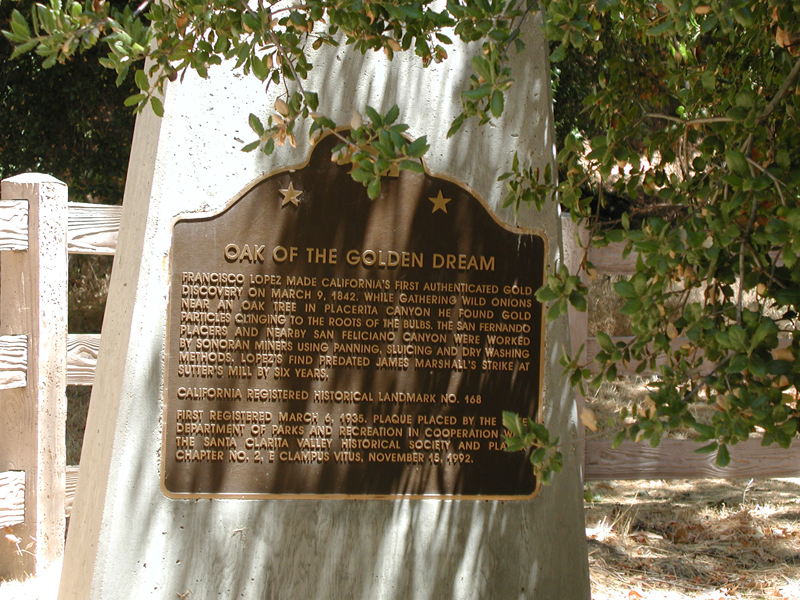 OAK OF THE GOLDEN DREAM
FRANCISCO LOPEZ MADE CALIFORNIA'S FIRST AUTHENTICATED GOLD
DISCOVERY ON MARCH 9, 1842. WHILE GATHERING WILD ONIONS
NEAR AN OAK TREE IN PLACERITA CANYON HE FOUND GOLD
PARTICLES CLINGING TO THE ROOTS OF THE BULBS. THE SAN FERNANDO
PLACERS AND NEARBY SAN FELICIANO CANYON WERE WORKED
BY SONORAN MINERS USING PANNING, SLUICING AND DRY WASHING
METHODS. LOPEZ'S FIND PREDATED JAMES MARSHALL'S STRIKE AT
SUTTER'S MILL BY SIX YEARS.
CALIFORNIA REGISTERED HISTORICAL LANDMARK NO. 168
FIRST REGISTERED MARCH 6, 1935. PLAQUE PLACED BY THE
DEPARTMENT OF PARKS AND RECREATION IN COOPERATION
THE SANTA CLARITA VALLEY HISTORICAL SOCIETY AND
CHAPTER NO. 2, E CLAMPUS VITUS, NOVEMBER 15, 1992.